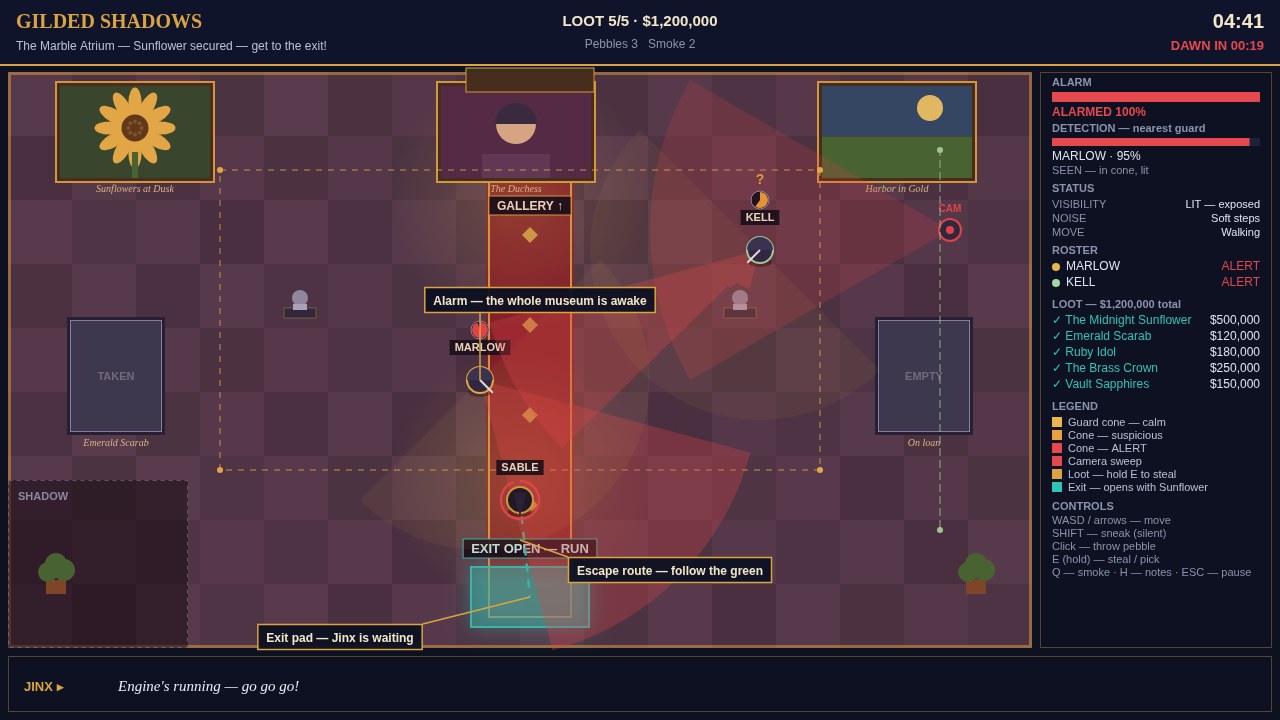 GILDED SHADOWS
The Marble Atrium — Sunflower secured — get to the exit!
LOOT 5/5 · $1,200,000
Pebbles 3 Smoke 2
04:41
DAWN IN 00:19
Sunflowers at Dusk
The Duchess
GALLERY ↑
Harbor in Gold
?
KELL
CAM
Alarm — the whole museum is awake
MARLOW
TAKEN
Emerald Scarab
EMPTY
On loan
SABLE
SHADOW
EXIT OPEN — RUN
Escape route — follow the green
Exit pad — Jinx is waiting
ALARM
ALARMED 100%
DETECTION — nearest guard
MARLOW · 95%
SEEN — in cone, lit
STATUS
VISIBILITY LIT — exposed
NOISE Soft steps
MOVE Walking
ROSTER
MARLOW ALERT
KELL ALERT
LOOT — $1,200,000 total
✓ The Midnight Sunflower $500,000
✓ Emerald Scarab $120,000
✓ Ruby Idol $180,000
✓ The Brass Crown $250,000
✓ Vault Sapphires $150,000
LEGEND
Guard cone — calm
Cone — suspicious
Cone — ALERT
Camera sweep
Loot — hold E to steal
Exit — opens with Sunflower
CONTROLS
WASD / arrows — move
SHIFT — sneak (silent)
Click — throw pebble
E (hold) — steal / pick
Q — smoke · H — notes · ESC — pause
JINX ▸
Engine's running — go go go!